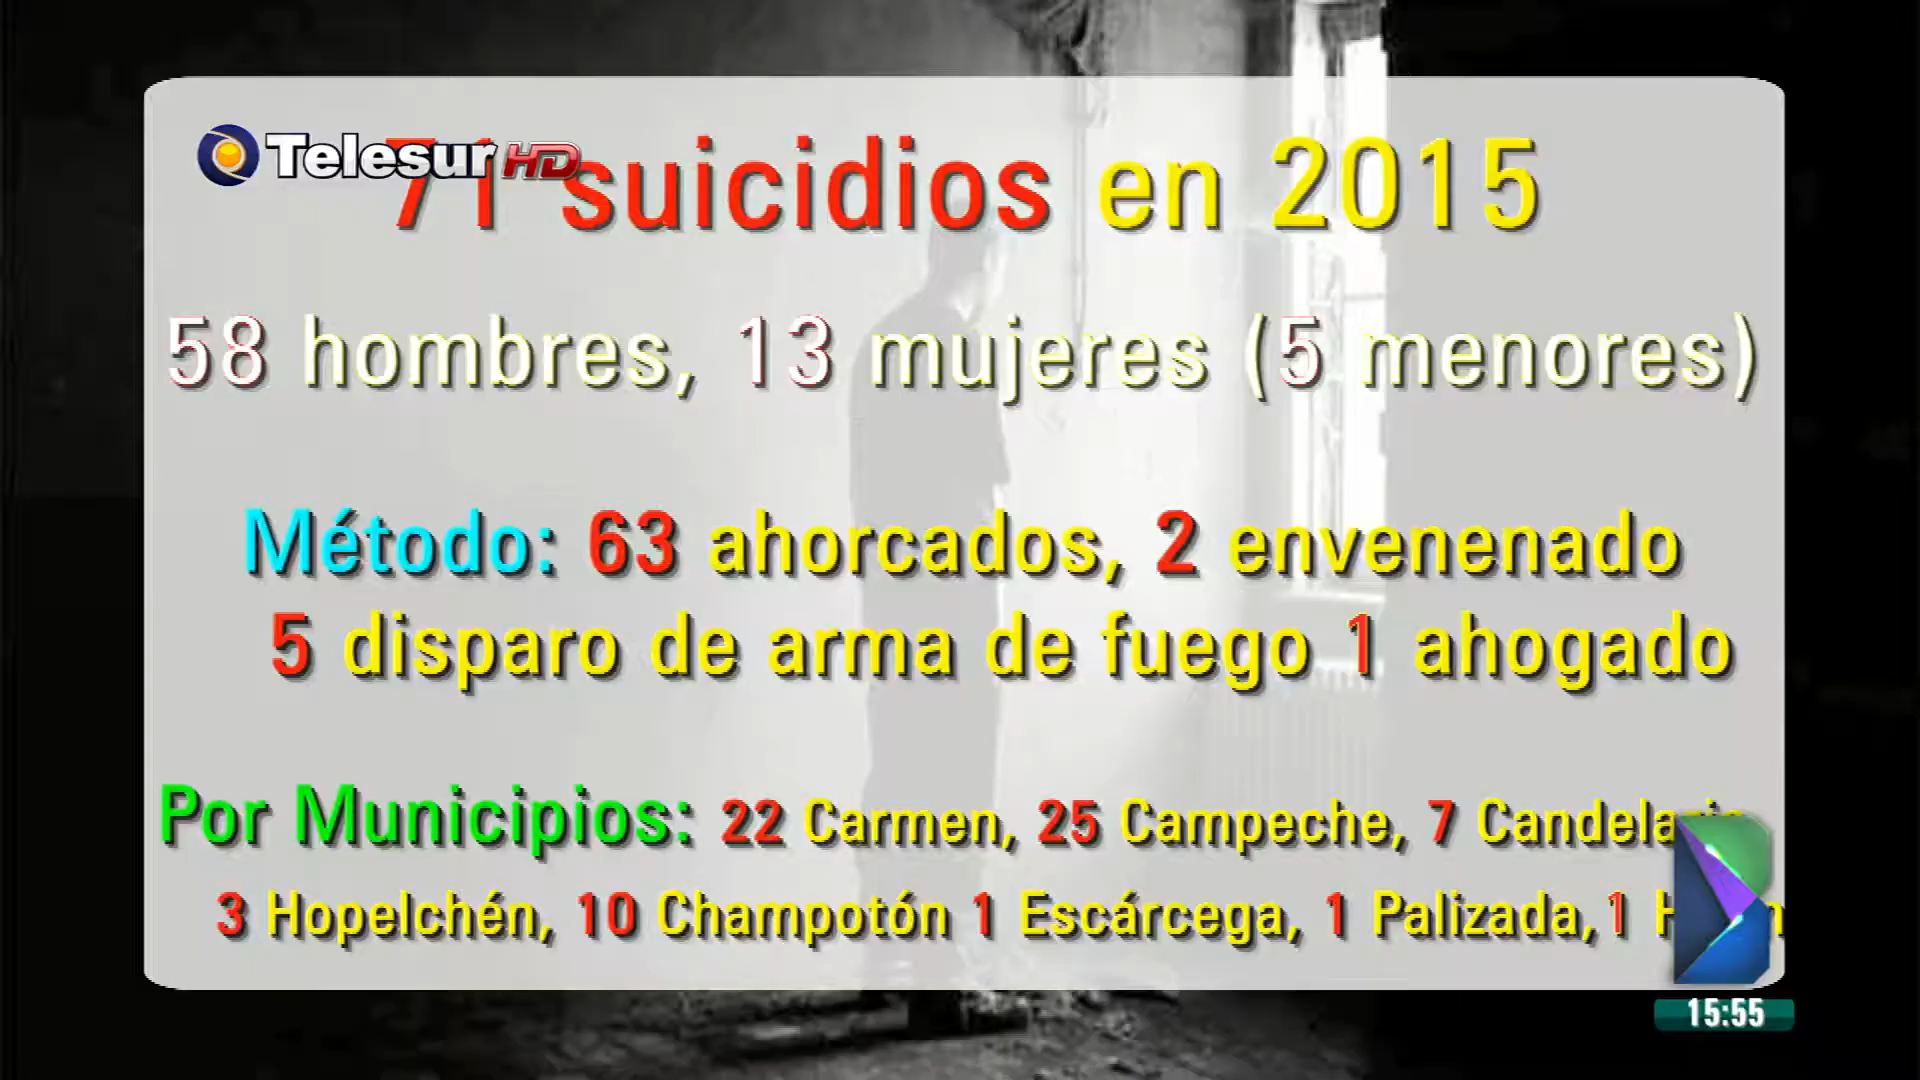 Telesur HD
71 suicidios en 2015
58 hombres, 13 mujeres (5 menores)
Método: 63 ahorcados, 2 envenenado
5 disparo de arma de fuego 1 ahogado
Por Municipios: 22 Carmen, 25 Campeche, 7
3 Hopelchén, 10 Champotón 1 Escárcega, 1 Palizada, 1
15:55